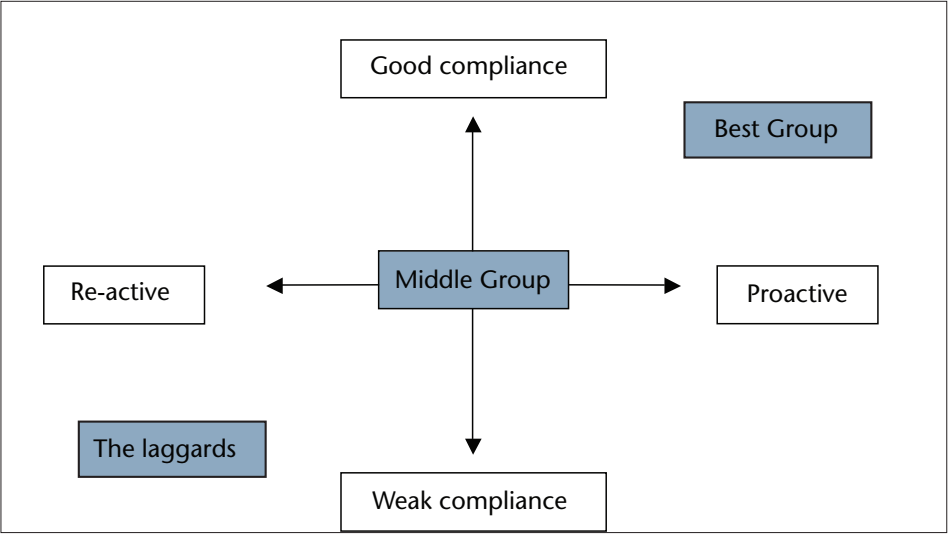 Good compliance
Best Group
Middle Group
Re-active
Proactive
The laggards
Weak compliance